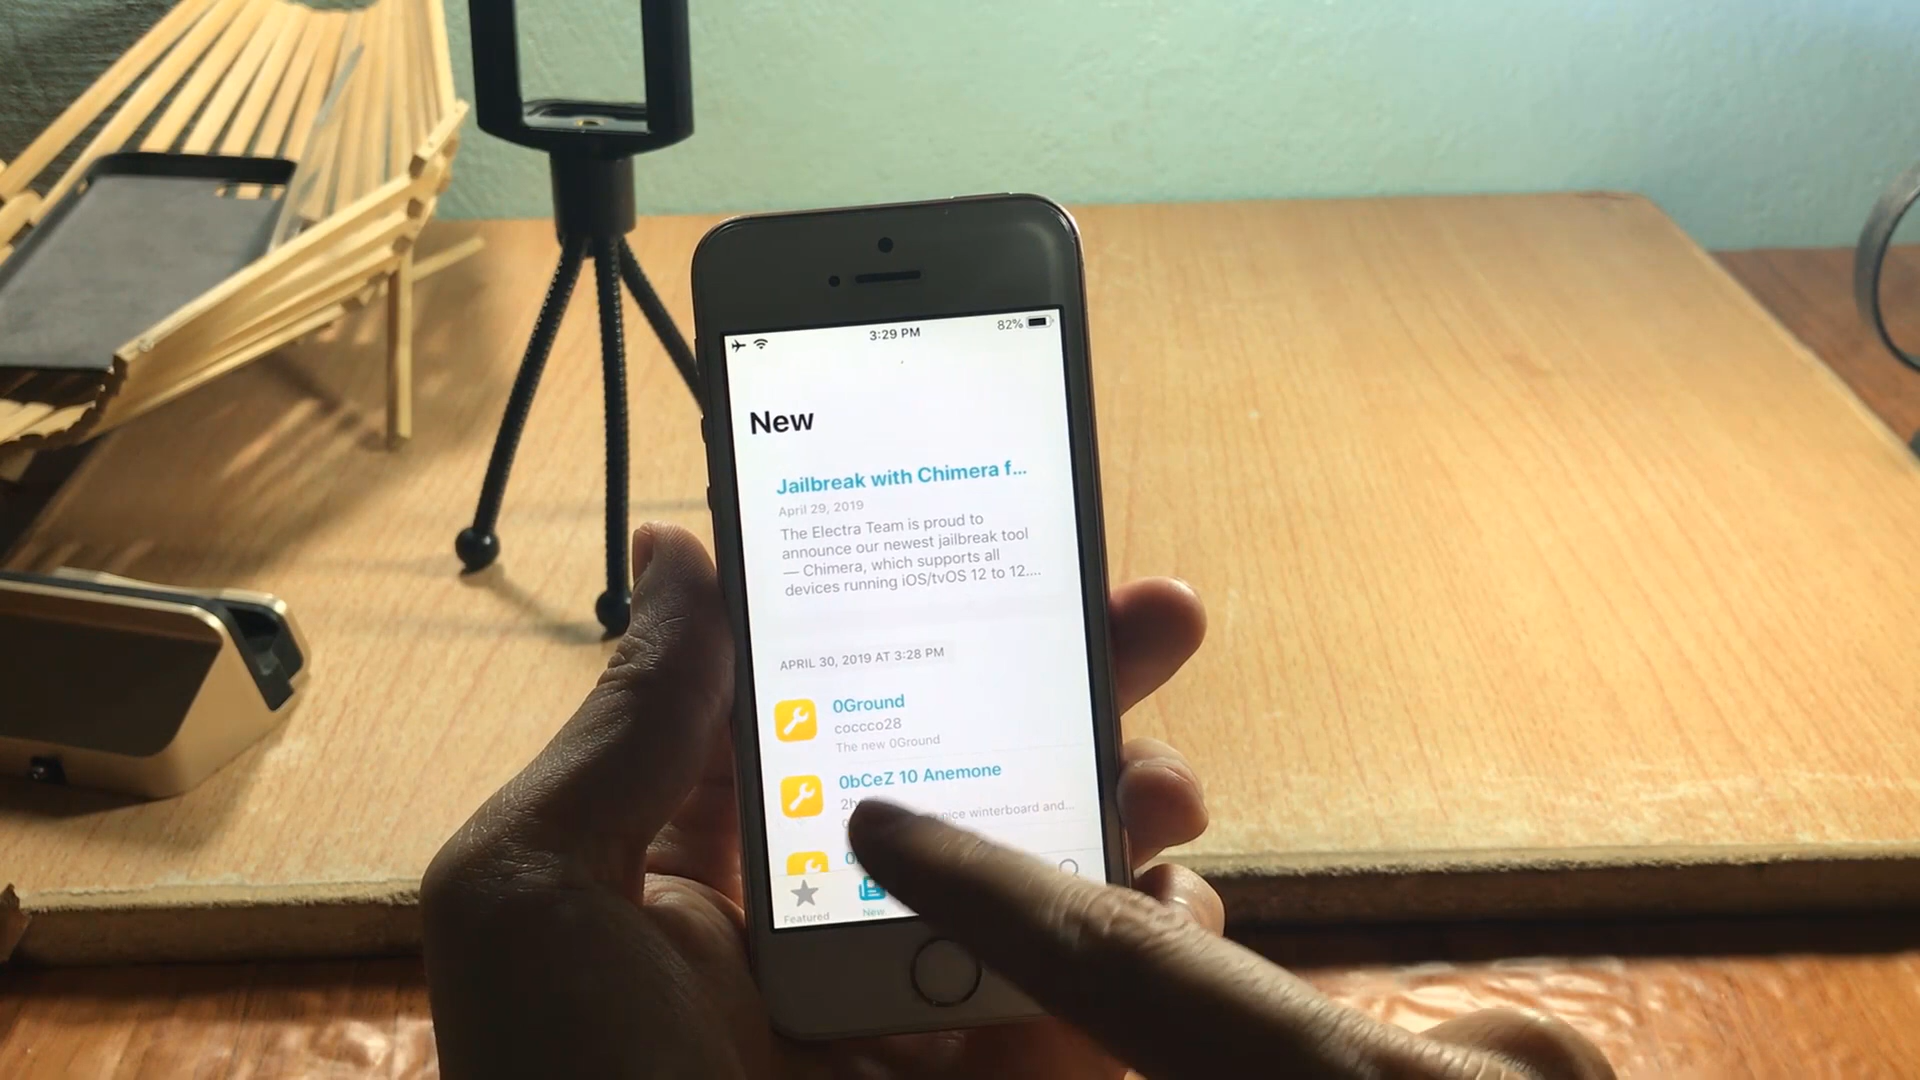 3:29 PM
82%
New
Jailbreak with Chimera f...
April 29, 2019
The Electra Team is proud to
announce our newest jailbreak tool
— Chimera, which supports all
devices running iOS/tvOS 12 to 12....
APRIL 30, 2019 AT 3:28 PM
0Ground
coccco28
The new 0Ground
0bCeZ 10 Anemone
nice winterboard and...
Featured
New